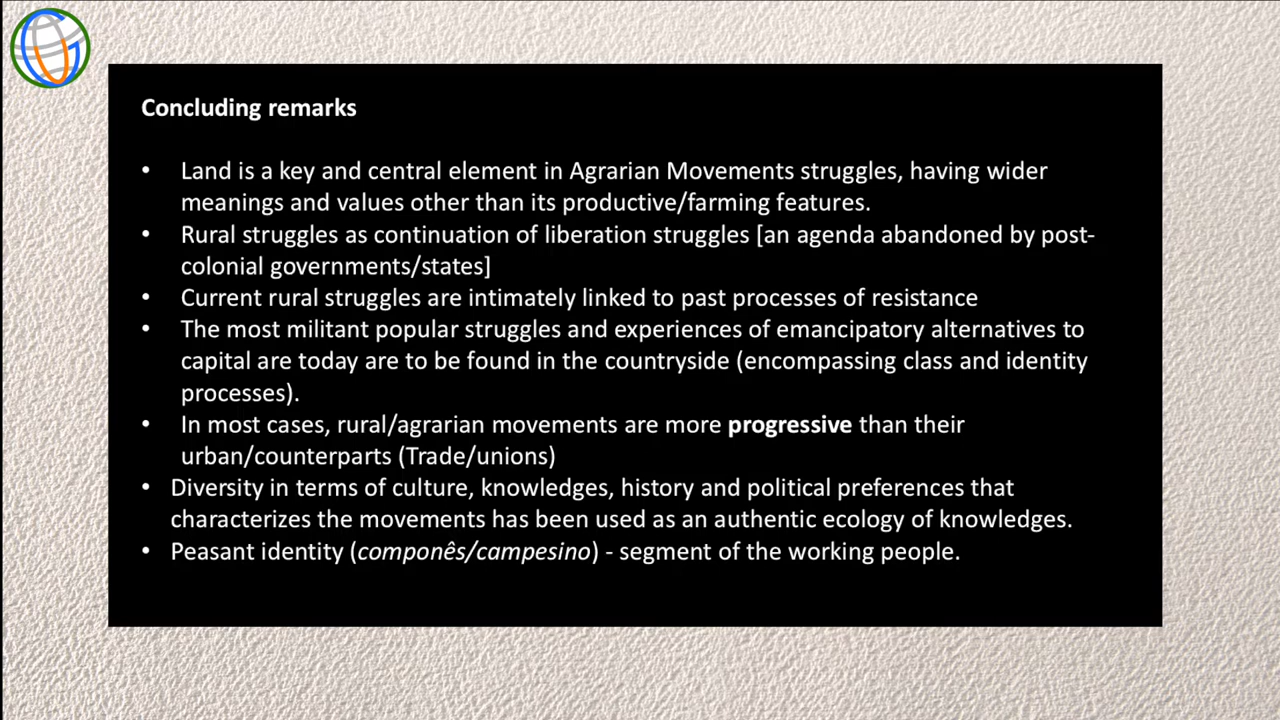 Concluding remarks
• Land is a key and central element in Agrarian Movements struggles, having wider
meanings and values other than its productive/farming features.
• Rural struggles as continuation of liberation struggles [an agenda abandoned by post-
colonial governments/states]
• Current rural struggles are intimately linked to past processes of resistance
• The most militant popular struggles and experiences of emancipatory alternatives to
capital are today are to be found in the countryside (encompassing class and identity
processes).
• In most cases, rural/agrarian movements are more progressive than their
urban/counterparts (Trade/unions)
• Diversity in terms of culture, knowledges, history and political preferences that
characterizes the movements has been used as an authentic ecology of knowledges.
• Peasant identity (componês/campesino) - segment of the working people.